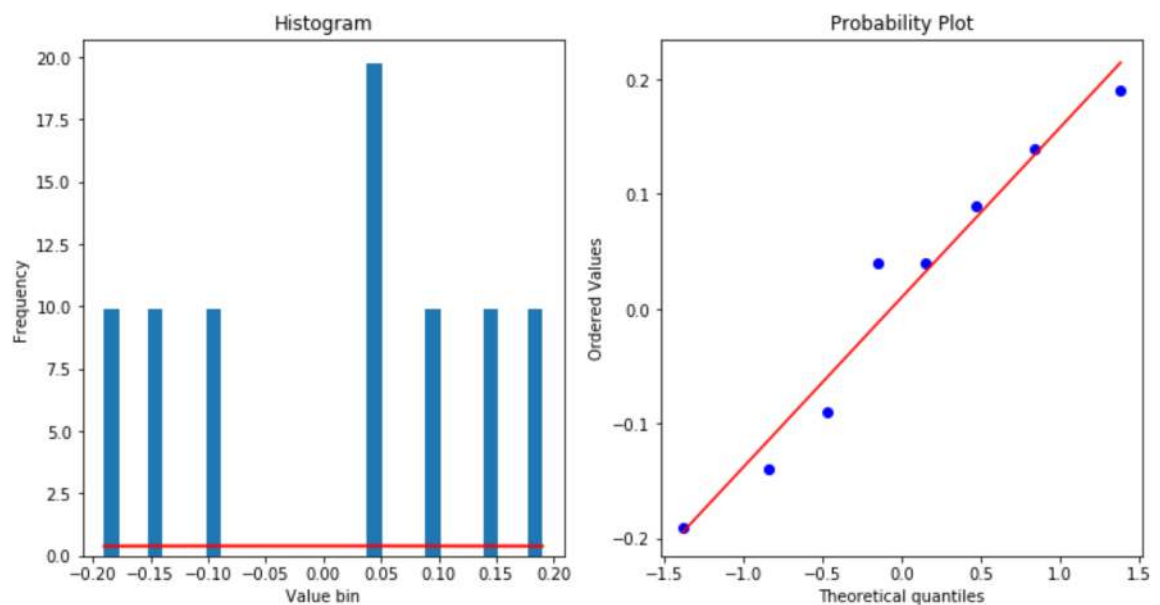 Histogram
20.0
17.5
15.0
12.5
10.0
7.5
5.0
2.5
0.0
Frequency
−0.20 −0.15 −0.10 −0.05 0.00 0.05 0.10 0.15 0.20
Value bin
Probability Plot
0.2
0.1
0.0
−0.1
−0.2
Ordered Values
−1.5 −1.0 −0.5 0.0 0.5 1.0 1.5
Theoretical quantiles